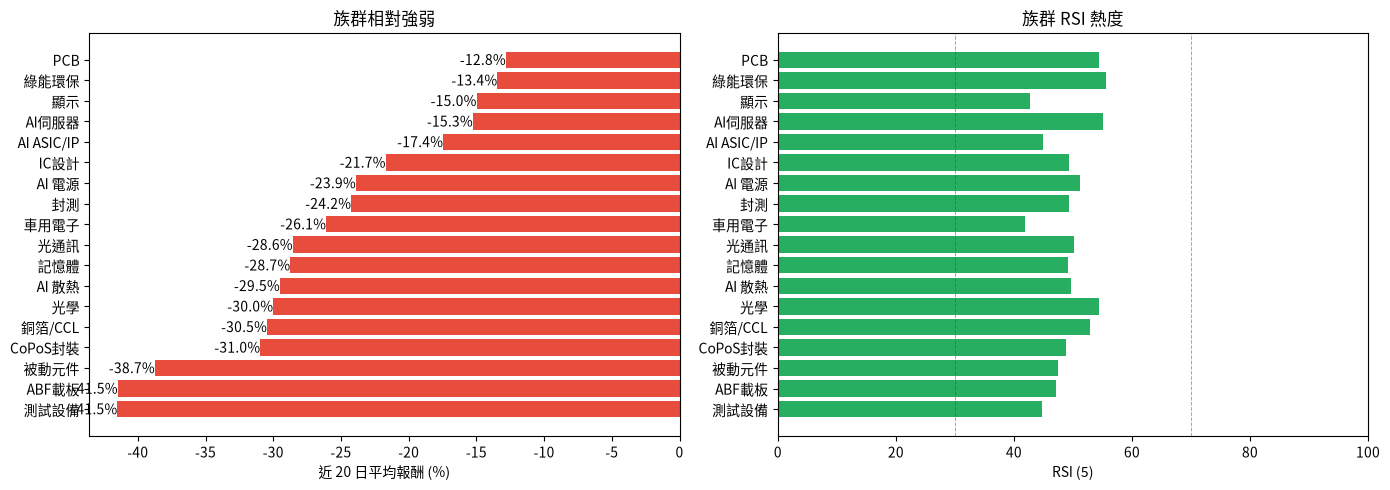 族群相對強弱
PCB
-12.8%
綠能環保
-13.4%
顯示
-15.0%
AI伺服器
-15.3%
AI ASIC/IP
-17.4%
IC設計
-21.7%
AI 電源
-23.9%
封測
-24.2%
車用電子
-26.1%
光通訊
-28.6%
記憶體
-28.7%
AI 散熱
-29.5%
光學
-30.0%
銅箔/CCL
-30.5%
CoPoS封裝
-31.0%
被動元件
-38.7%
ABF載板
-41.5%
測試設備
-41.5%
-40 -35 -30 -25 -20 -15 -10 -5 0
近 20 日平均報酬 (%)
族群 RSI 熱度
PCB
綠能環保
顯示
AI伺服器
AI ASIC/IP
IC設計
AI 電源
封測
車用電子
光通訊
記憶體
AI 散熱
光學
銅箔/CCL
CoPoS封裝
被動元件
ABF載板
測試設備
0 20 40 60 80 100
RSI (5)